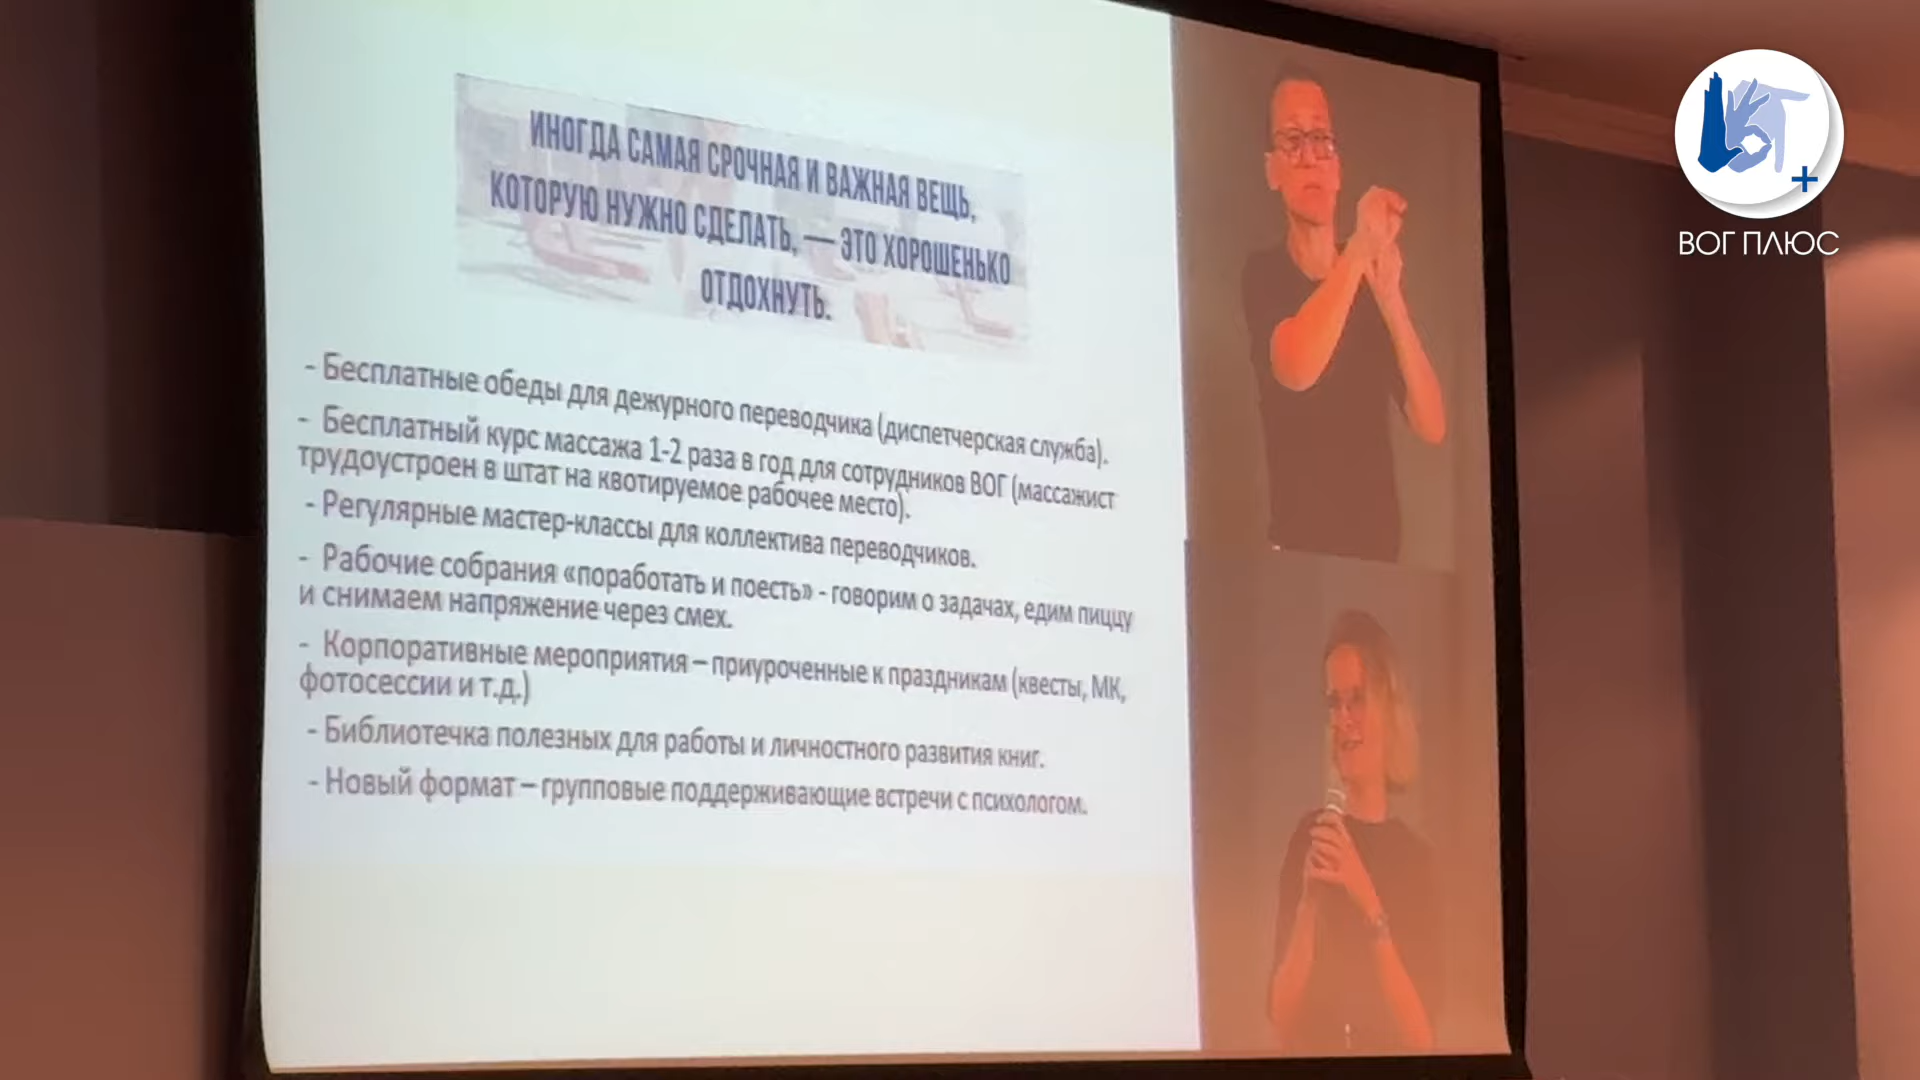 ИНОГДА САМАЯ СРОЧНАЯ И ВАЖНАЯ ВЕЩЬ,
КОТОРУЮ НУЖНО СДЕЛАТЬ, — ЭТО ХОРОШЕНЬКО
ОТДОХНУТЬ.
- Бесплатные обеды для дежурного переводчика (диспетчерская служба).
- Бесплатный курс массажа 1-2 раза в год для сотрудников ВОГ (массажист
трудоустроен в штат на квотируемое рабочее место).
- Регулярные мастер-классы для коллектива переводчиков.
- Рабочие собрания «поработать и поесть» - говорим о задачах, едим пиццу
и снимаем напряжение через смех.
- Корпоративные мероприятия – приуроченные к праздникам (квесты, МК,
фотосессии и т.д.)
- Библиотечка полезных для работы и личностного развития книг.
- Новый формат – групповые поддерживающие встречи с психологом.
+
ВОГ ПЛЮС